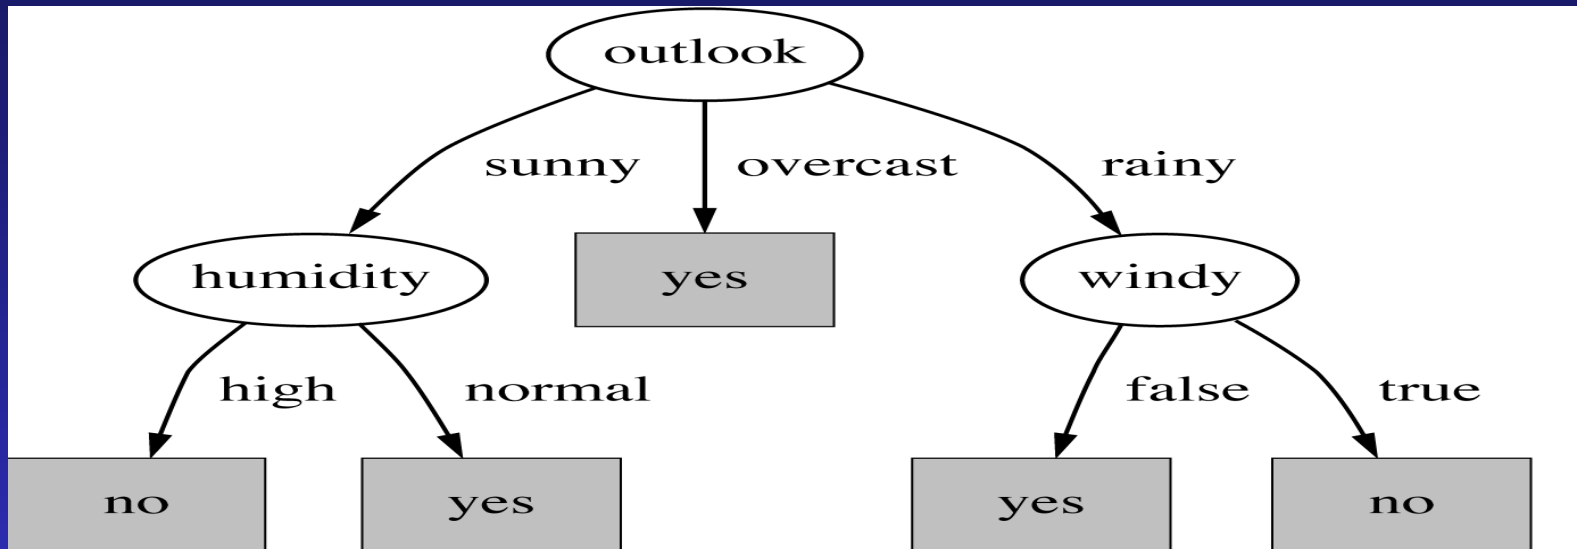 outlook
sunny overcast rainy
humidity yes windy
high normal false true
no yes yes no